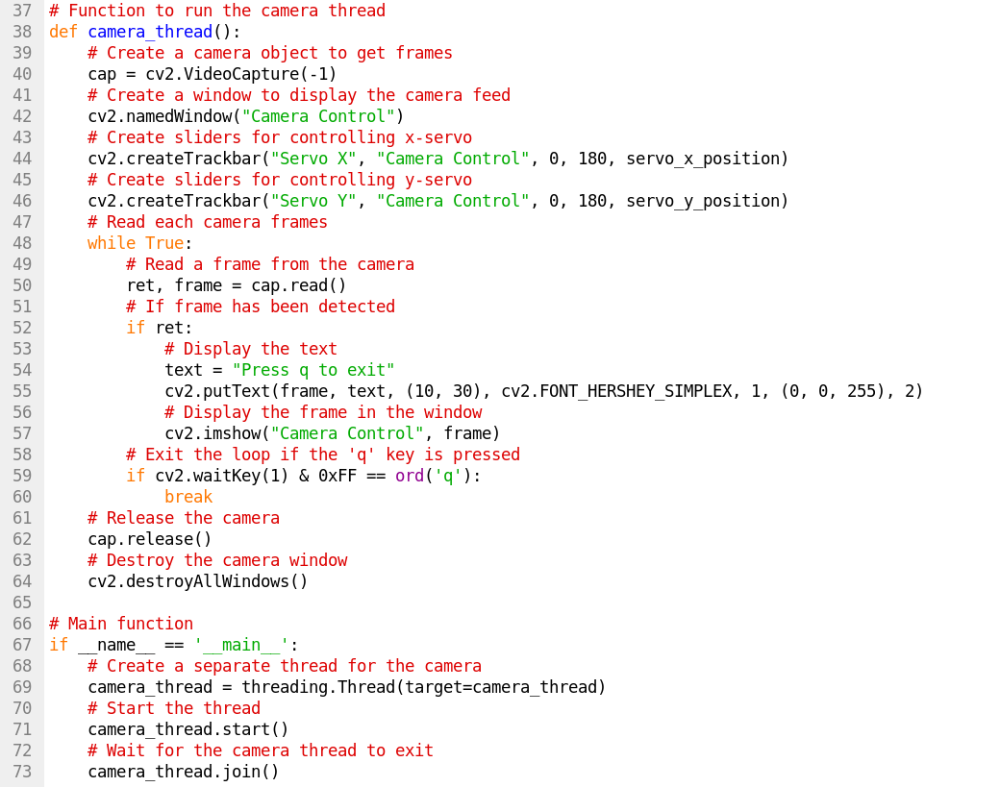 37 # Function to run the camera thread
38 def camera_thread():
39     # Create a camera object to get frames
40     cap = cv2.VideoCapture(-1)
41     # Create a window to display the camera feed
42     cv2.namedWindow("Camera Control")
43     # Create sliders for controlling x-servo
44     cv2.createTrackbar("Servo X", "Camera Control", 0, 180, servo_x_position)
45     # Create sliders for controlling y-servo
46     cv2.createTrackbar("Servo Y", "Camera Control", 0, 180, servo_y_position)
47     # Read each camera frames
48     while True:
49         # Read a frame from the camera
50         ret, frame = cap.read()
51         # If frame has been detected
52         if ret:
53             # Display the text
54             text = "Press q to exit"
55             cv2.putText(frame, text, (10, 30), cv2.FONT_HERSHEY_SIMPLEX, 1, (0, 0, 255), 2)
56             # Display the frame in the window
57             cv2.imshow("Camera Control", frame)
58         # Exit the loop if the 'q' key is pressed
59         if cv2.waitKey(1) & 0xFF == ord('q'):
60             break
61     # Release the camera
62     cap.release()
63     # Destroy the camera window
64     cv2.destroyAllWindows()
65
66 # Main function
67 if __name__ == '__main__':
68     # Create a separate thread for the camera
69     camera_thread = threading.Thread(target=camera_thread)
70     # Start the thread
71     camera_thread.start()
72     # Wait for the camera thread to exit
73     camera_thread.join()